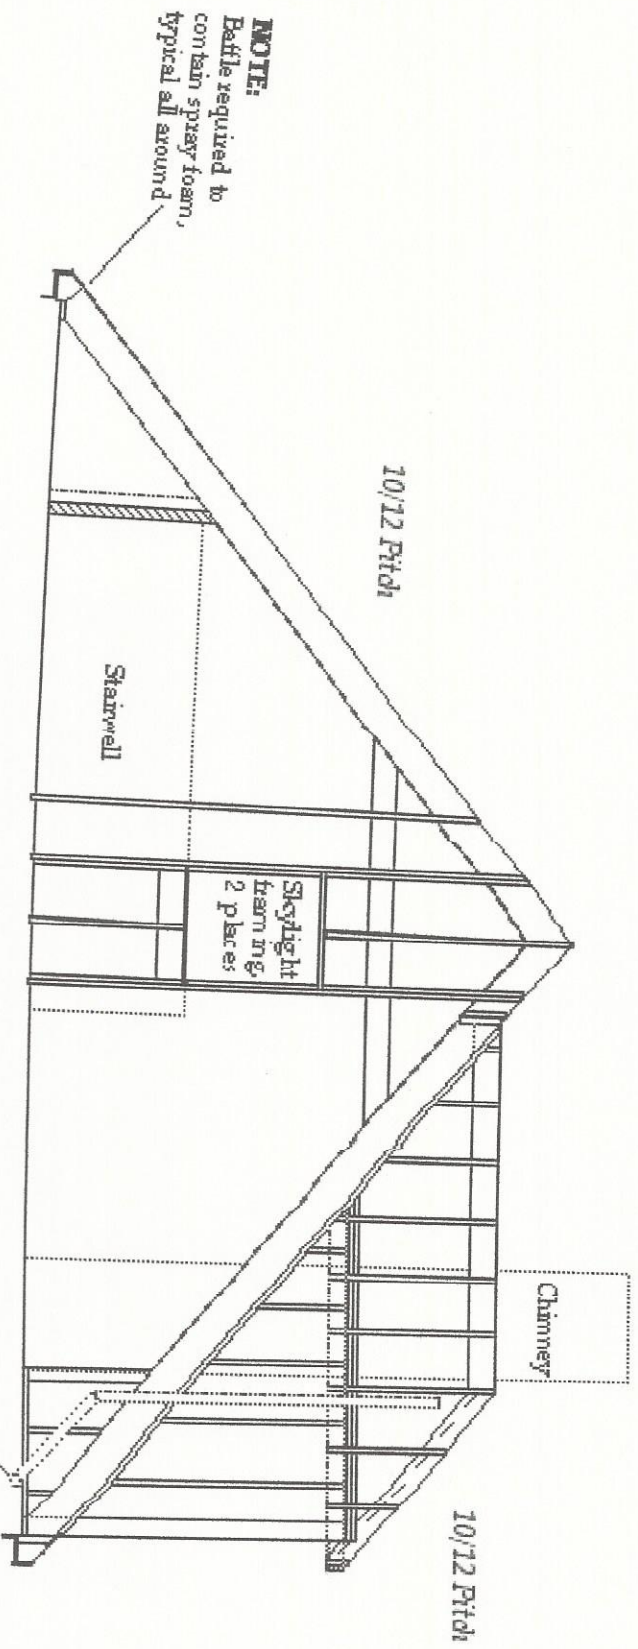 NOTE:
Baffle required to
contain spray foam,
typical all around
10/12 Pitch
Stairwell
Skylight
framing,
2 places
Chimney
10/12 Pitch